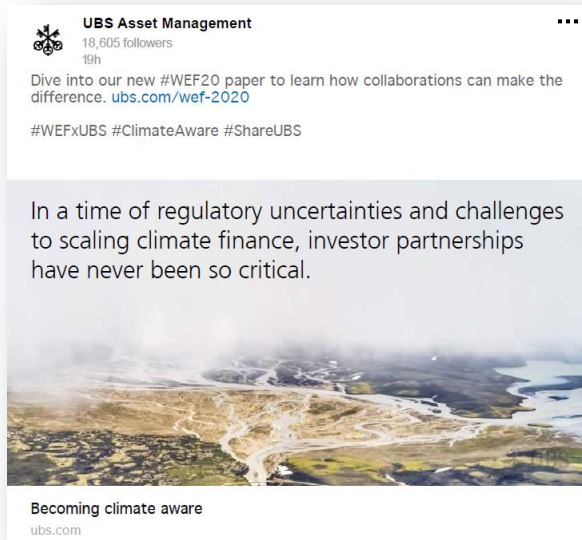 UBS Asset Management
18,605 followers
19h
Dive into our new #WEF20 paper to learn how collaborations can make the
difference. ubs.com/wef-2020
#WEFxUBS #ClimateAware #ShareUBS
In a time of regulatory uncertainties and challenges
to scaling climate finance, investor partnerships
have never been so critical.
Becoming climate aware
ubs.com